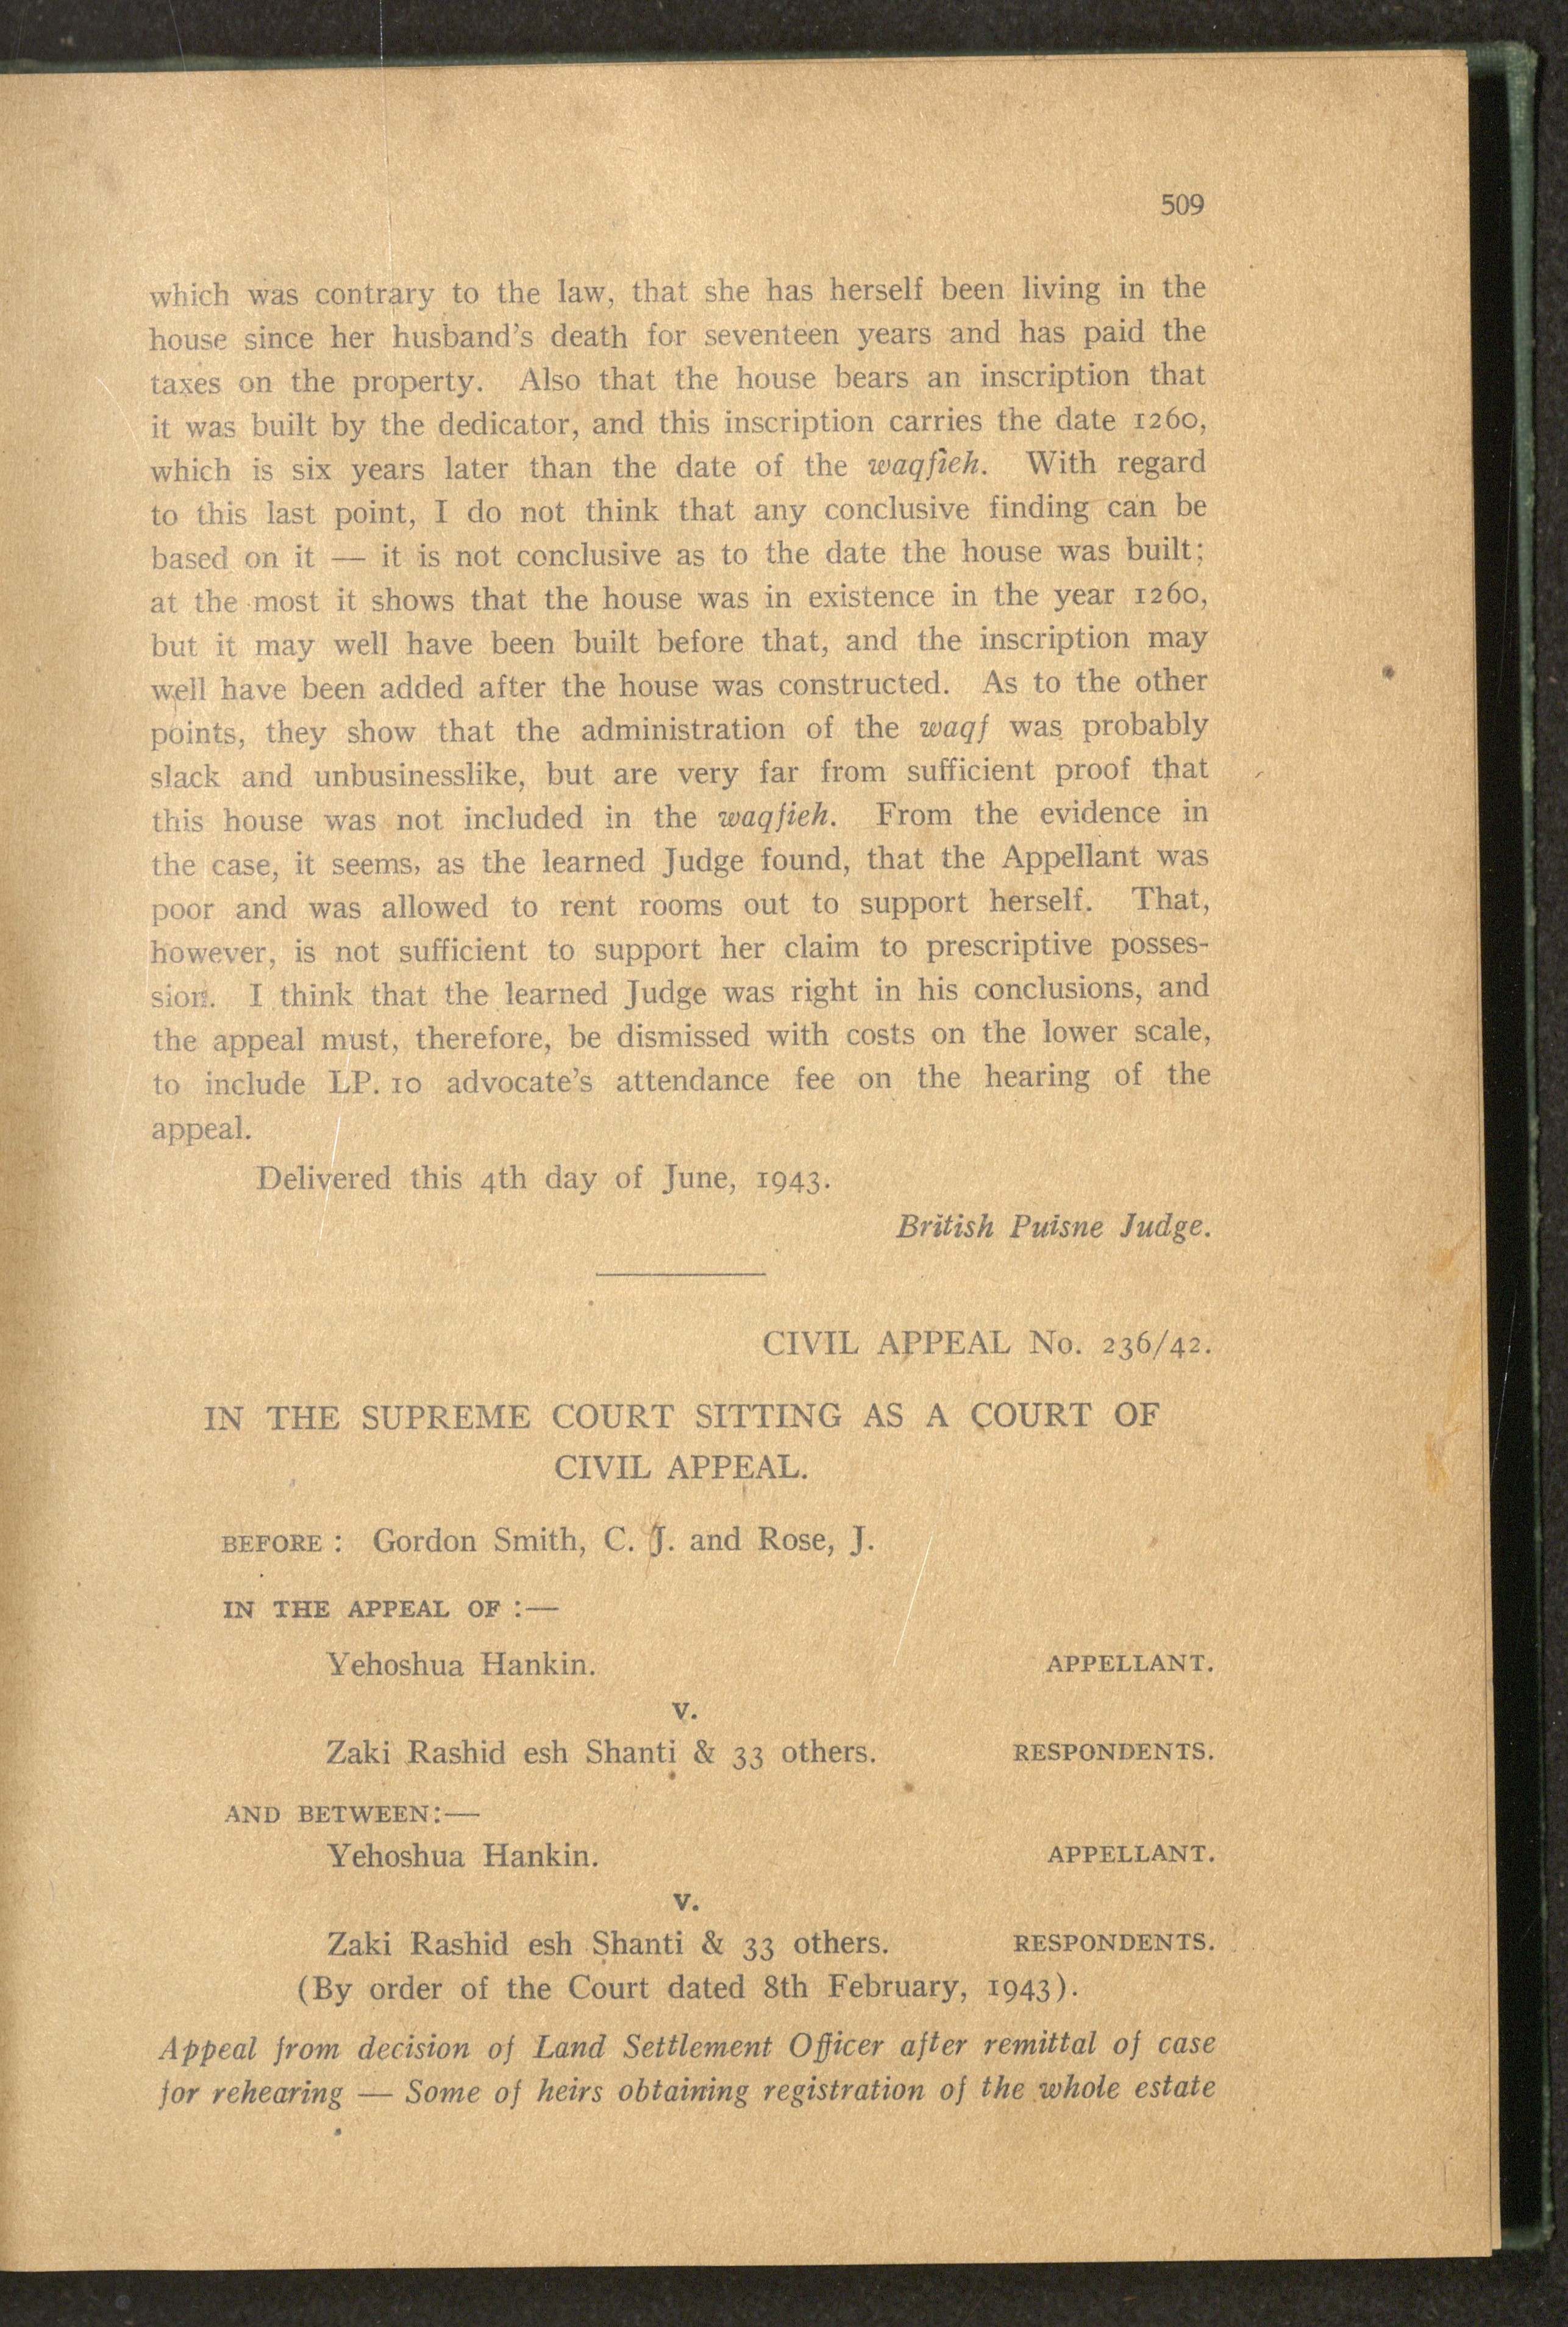 509
which was contrary to the law, that she has herself been living in the
house since her husband's death for seventeen years and has paid the
taxes on the property. Also that the house bears an inscription that
it was built by the dedicator, and this inscription carries the date 1260,
which is six years later than the date of the waqfieh. With regard
to this last point, I do not think that any conclusive finding can be
based on it — it is not conclusive as to the date the house was built;
at the most it shows that the house was in existence in the year 1260,
but it may well have been built before that, and the inscription may
well have been added after the house was constructed. As to the other
points, they show that the administration of the waqf was probably
slack and unbusinesslike, but are very far from sufficient proof that
this house was not included in the waqfieh. From the evidence in
the case, it seems, as the learned Judge found, that the Appellant was
poor and was allowed to rent rooms out to support herself. That,
however, is not sufficient to support her claim to prescriptive posses-
sion. I think that the learned Judge was right in his conclusions, and
the appeal must, therefore, be dismissed with costs on the lower scale,
to include LP. 10 advocate's attendance fee on the hearing of the
appeal.
Delivered this 4th day of June, 1943.
British Puisne Judge.
CIVIL APPEAL No. 236/42.
IN THE SUPREME COURT SITTING AS A COURT OF
CIVIL APPEAL.
BEFORE : Gordon Smith, C. J. and Rose, J.
IN THE APPEAL OF :—
Yehoshua Hankin. APPELLANT.
v.
Zaki Rashid esh Shanti & 33 others. RESPONDENTS.
AND BETWEEN:—
Yehoshua Hankin. APPELLANT.
v.
Zaki Rashid esh Shanti & 33 others. RESPONDENTS.
(By order of the Court dated 8th February, 1943).
Appeal from decision of Land Settlement Officer after remittal of case
for rehearing — Some of heirs obtaining registration of the whole estate